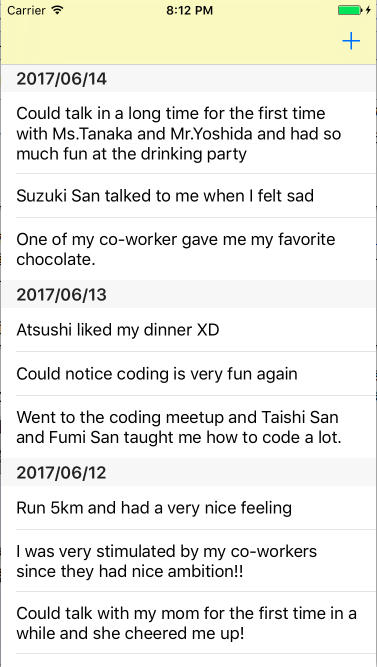 Carrier 8:12 PM
+
2017/06/14
Could talk in a long time for the first time
with Ms.Tanaka and Mr.Yoshida and had so
much fun at the drinking party
Suzuki San talked to me when I felt sad
One of my co-worker gave me my favorite
chocolate.
2017/06/13
Atsushi liked my dinner XD
Could notice coding is very fun again
Went to the coding meetup and Taishi San
and Fumi San taught me how to code a lot.
2017/06/12
Run 5km and had a very nice feeling
I was very stimulated by my co-workers
since they had nice ambition!!
Could talk with my mom for the first time in a
while and she cheered me up!